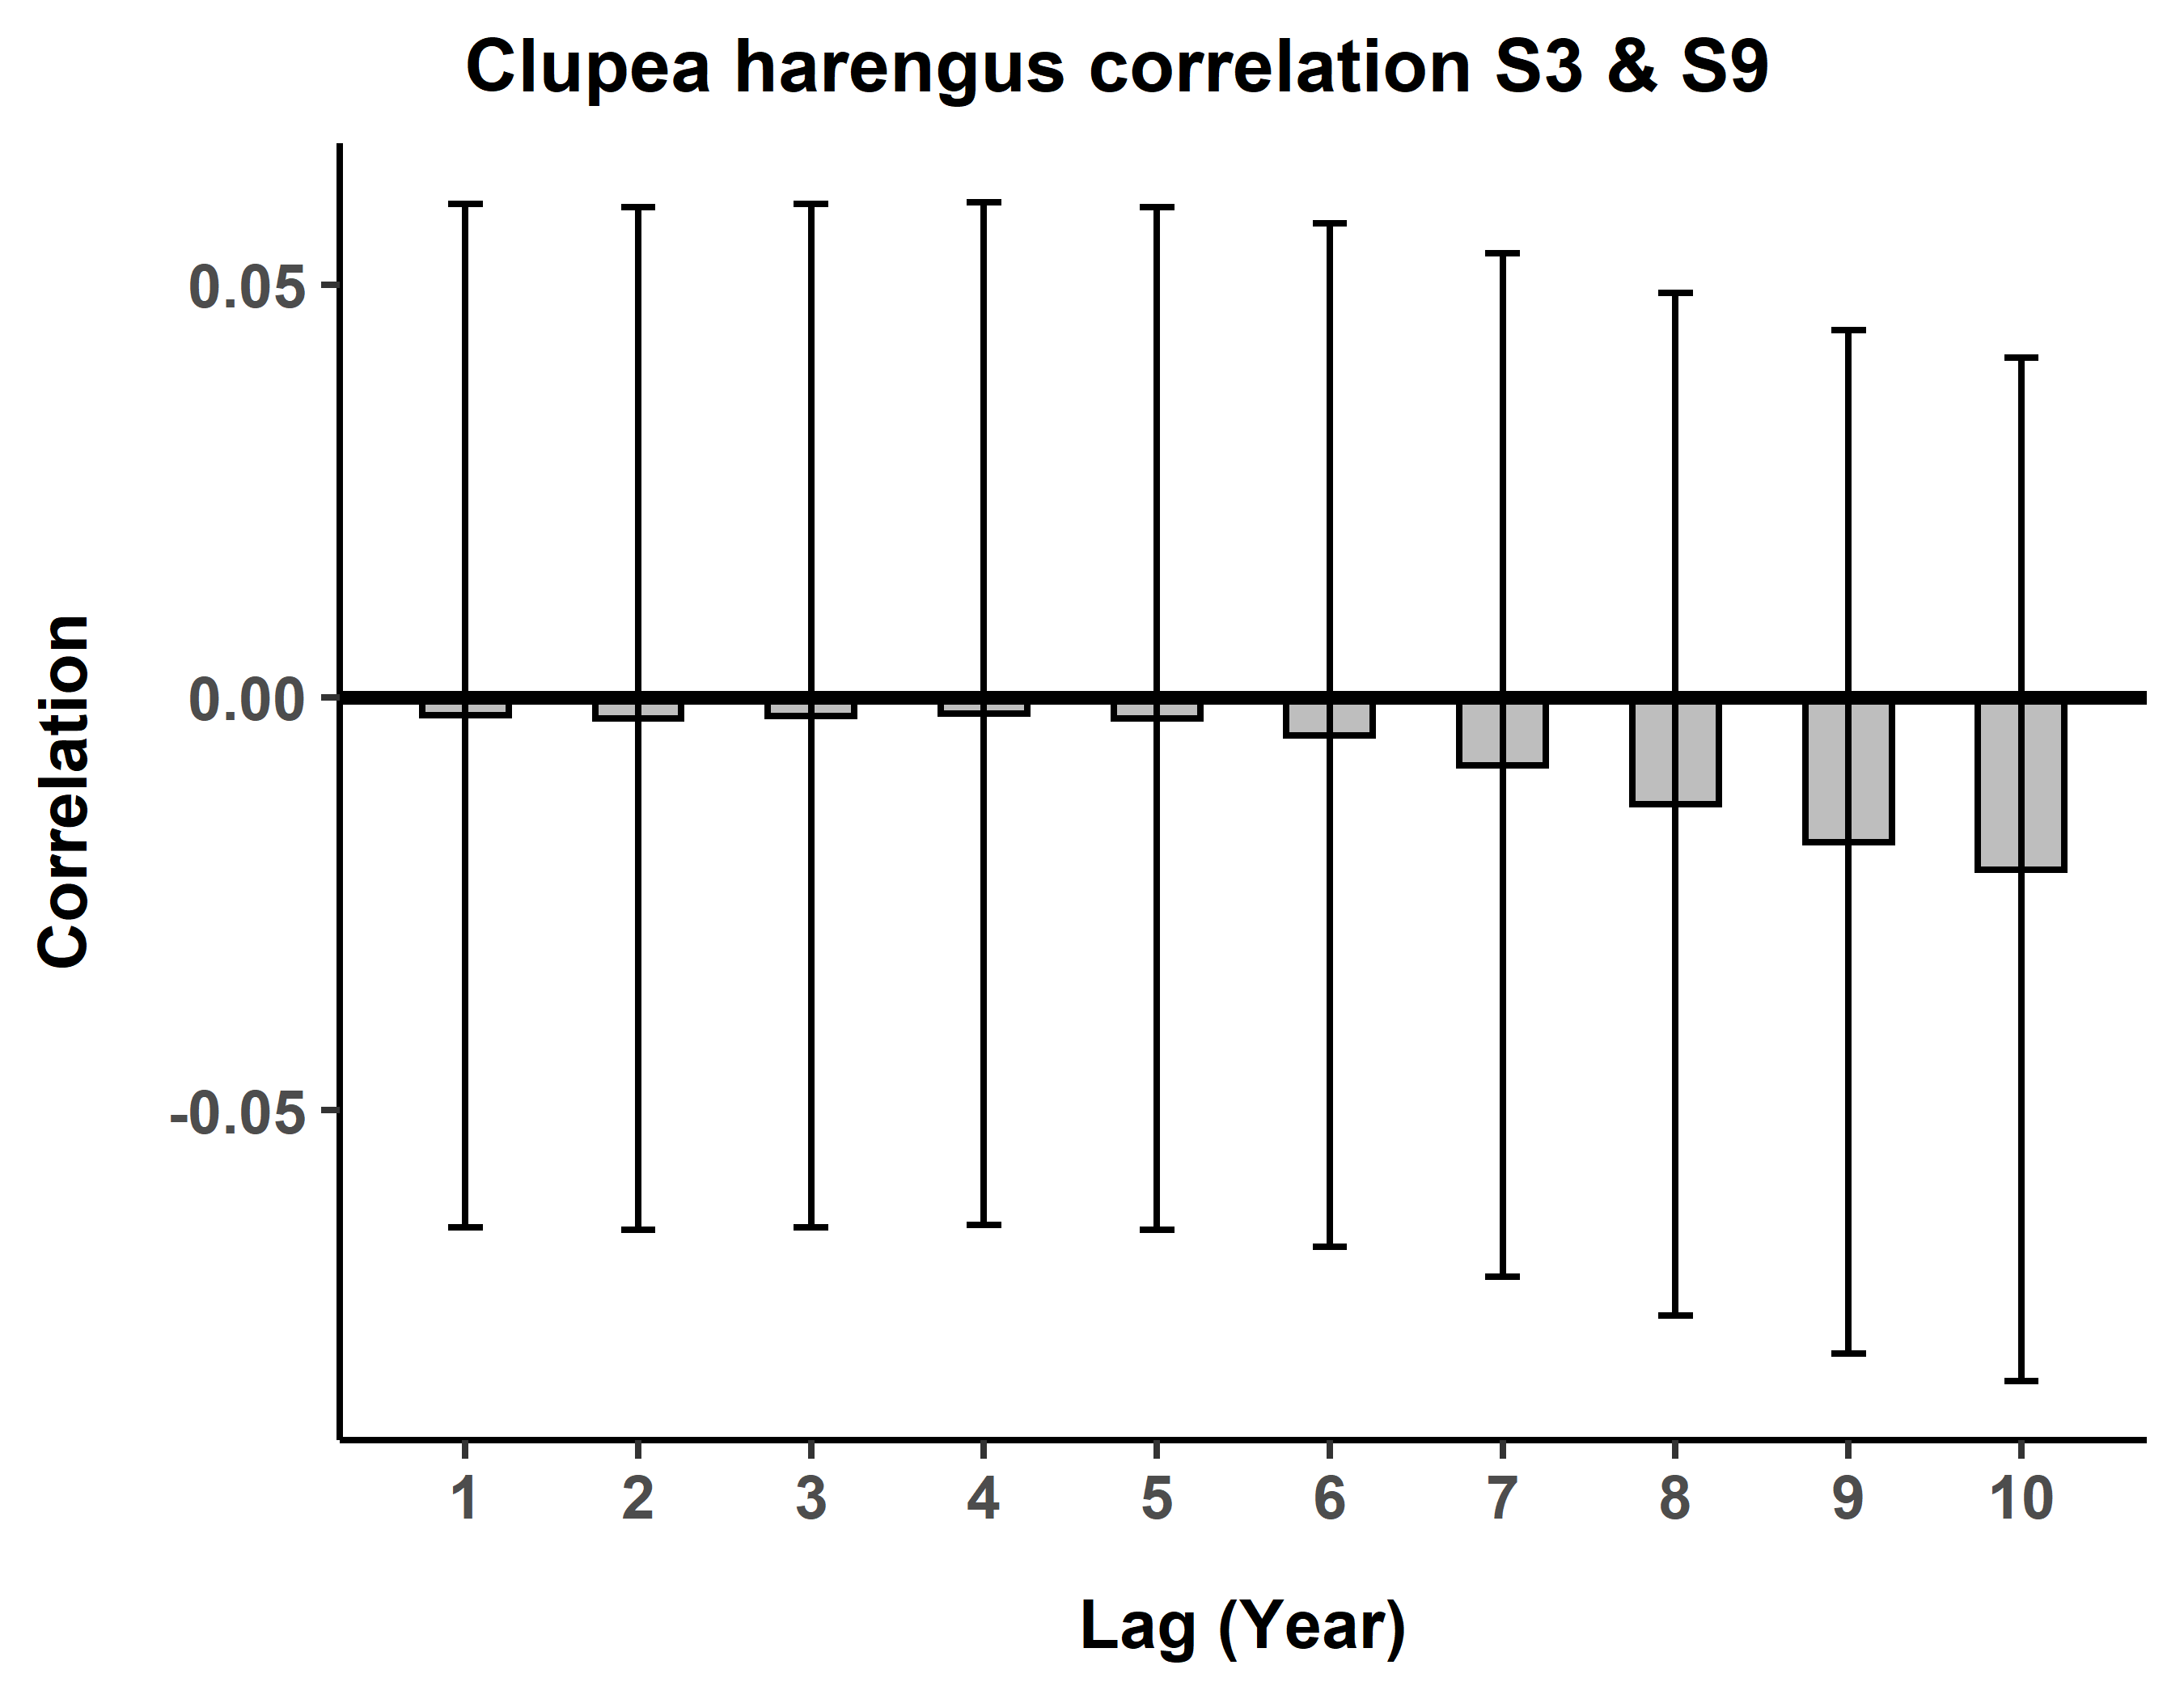 Clupea harengus correlation S3 & S9
Correlation
0.05
0.00
-0.05
1 2 3 4 5 6 7 8 9 10
Lag (Year)